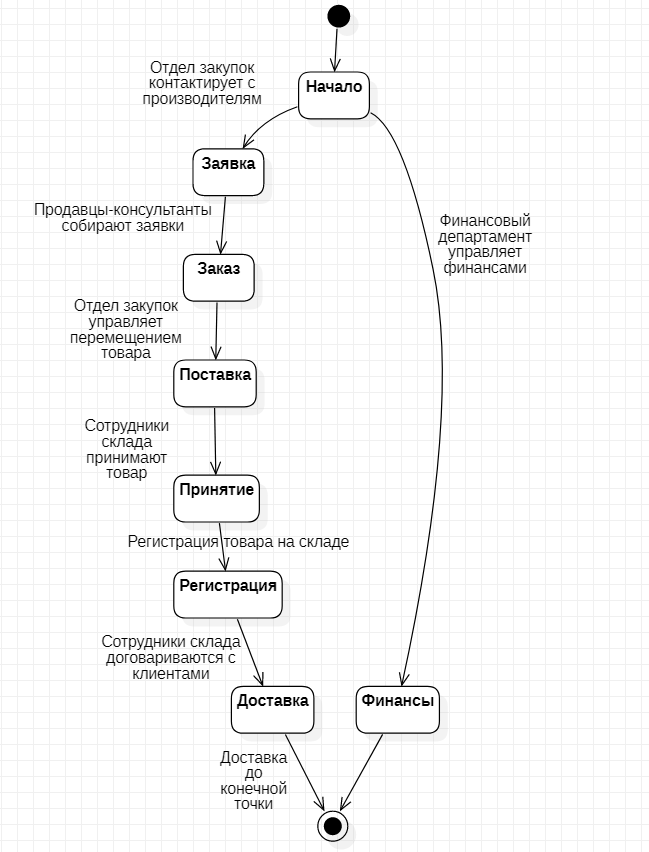 Отдел закупок
контактирует с
производителям
Начало
Заявка
Продавцы-консультанты
собирают заявки
Финансовый
департамент
управляет
финансами
Заказ
Отдел закупок
управляет
перемещением
товара
Поставка
Сотрудники
склада
принимают
товар
Принятие
Регистрация товара на складе
Регистрация
Сотрудники склада
договариваются с
клиентами
Доставка
Финансы
Доставка
до
конечной
точки